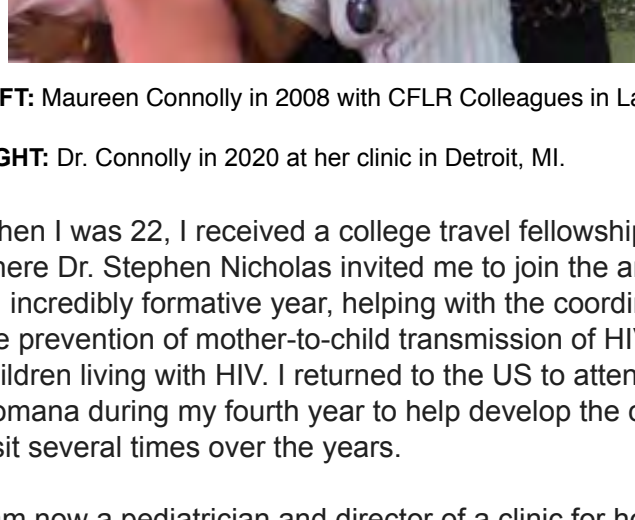 FT: Maureen Connolly in 2008 with CFLR Colleagues in La
GHT: Dr. Connolly in 2020 at her clinic in Detroit, MI.
hen I was 22, I received a college travel fellowship
here Dr. Stephen Nicholas invited me to join the a
incredibly formative year, helping with the coordi
e prevention of mother-to-child transmission of HIV
ildren living with HIV. I returned to the US to atten
omana during my fourth year to help develop the
sit several times over the years.
am now a pediatrician and director of a clinic for